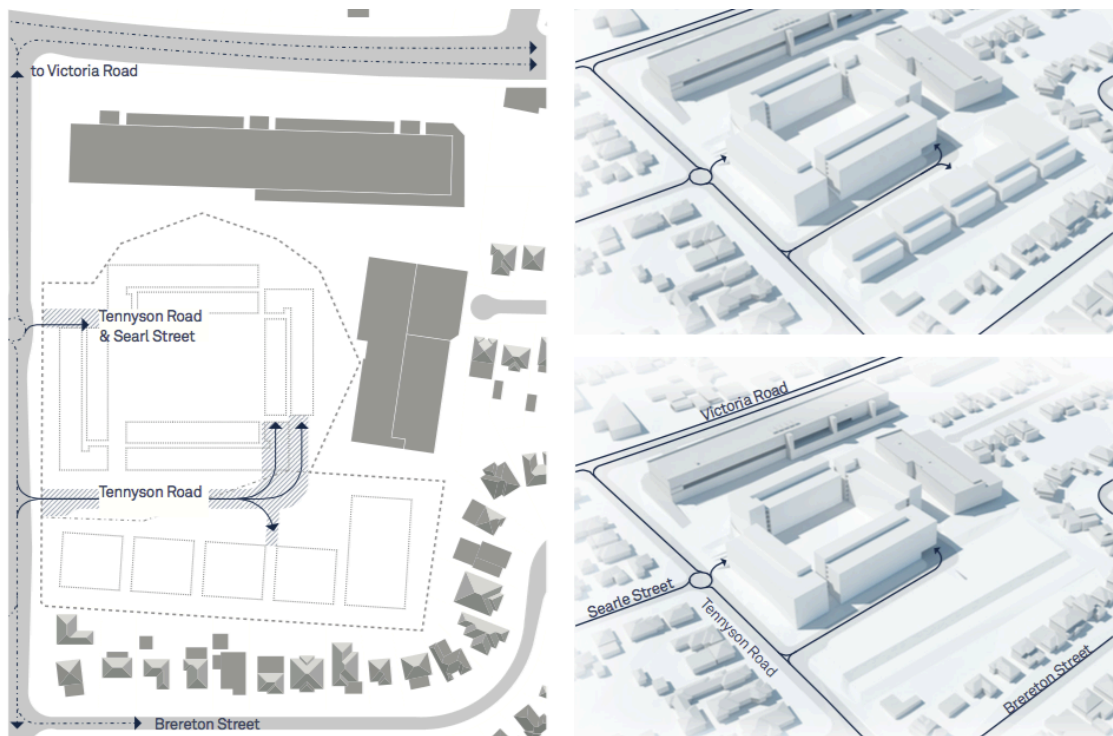 to Victoria Road
Tennyson Road
& Searl Street
Tennyson Road
Brereton Street
Victoria Road
Searle Street
Tennyson Road
Brereton Street